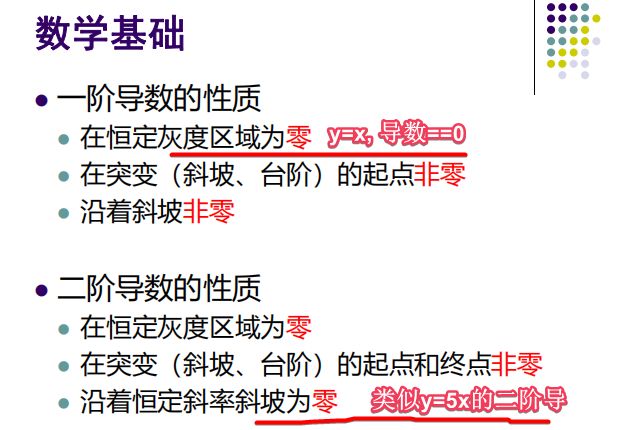 数学基础
一阶导数的性质
在恒定灰度区域为零 y=x, 导数==0
在突变（斜坡、台阶）的起点非零
沿着斜坡非零
二阶导数的性质
在恒定灰度区域为零
在突变（斜坡、台阶）的起点和终点非零
沿着恒定斜率斜坡为零 类似y=5x的二阶导